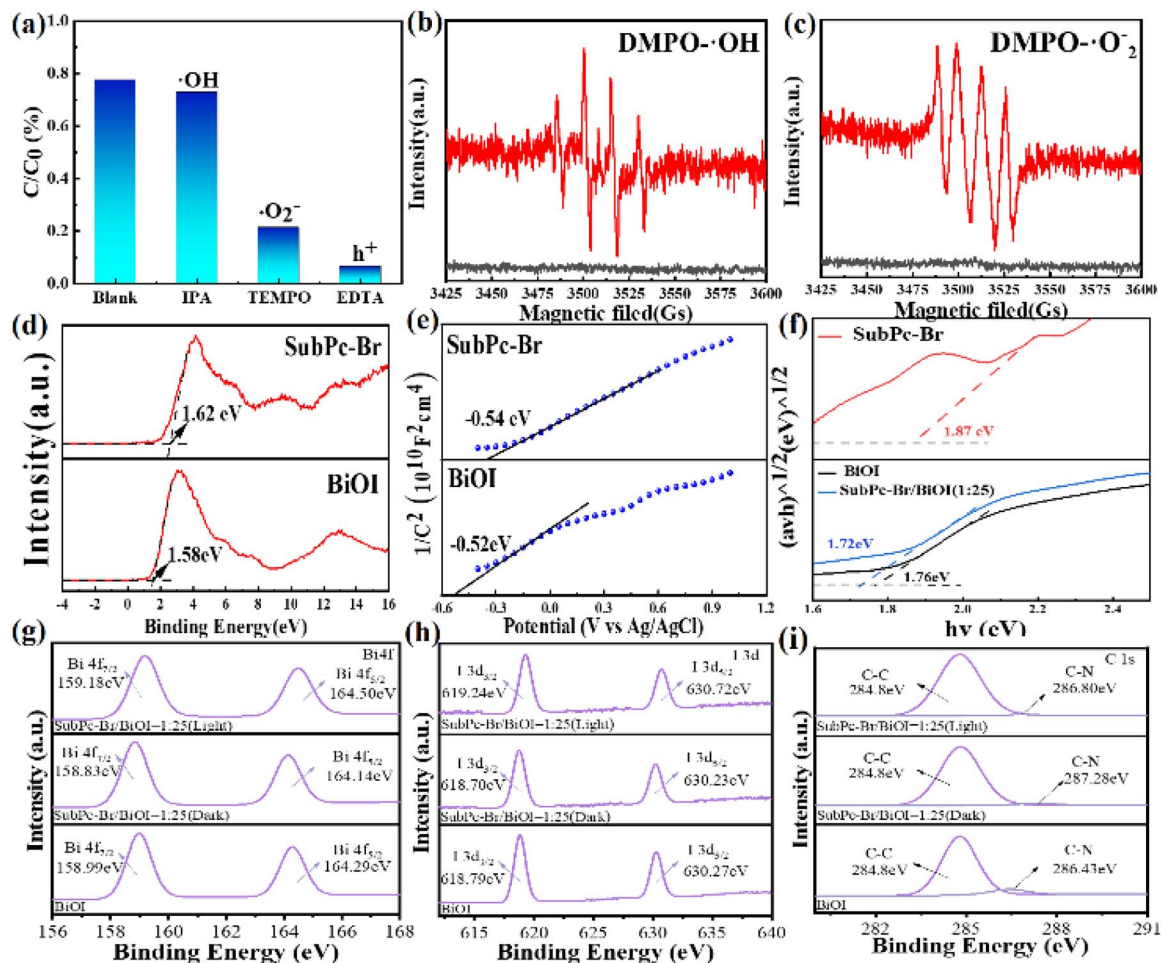 (a)
C/C0 (%)
1.0
0.8
0.6
0.4
0.2
0.0
·OH
·O2⁻
h⁺
Blank
IPA
TEMPO
EDTA
(b)
DMPO-·OH
Intensity(a.u.)
3425 3450 3475 3500 3525 3550 3575 3600
Magnetic filed(Gs)
(c)
DMPO-·O⁻₂
Intensity(a.u.)
3425 3450 3475 3500 3525 3550 3575 3600
Magnetic filed(Gs)
(d)
Intensity(a.u.)
SubPc-Br
1.62 eV
BiOI
1.58eV
-4 -2 0 2 4 6 8 10 12 14 16
Binding Energy(eV)
(e)
1/C² (10¹⁰F²cm⁴)
SubPc-Br
-0.54 eV
BiOI
-0.52eV
-0.6 -0.3 0.0 0.3 0.6 0.9 1.2
Potential (V vs Ag/AgCl)
(f)
(αvh)^1/2(eV)^1/2
SubPc-Br
1.87 eV
BiOI
SubPc-Br/BiOI(1:25)
1.72eV
1.76eV
1.6 1.8 2.0 2.2 2.4
hν (eV)
(g)
Intensity (a.u.)
Bi 4f₇/₂
159.18eV
Bi4f
Bi 4f₅/₂
164.50eV
SubPc-Br/BiOI-1:25(Light)
Bi 4f₇/₂
158.83eV
Bi 4f₅/₂
164.14eV
SubPc-Br/BiOI-1:25(Dark)
Bi 4f₇/₂
158.99eV
Bi 4f₅/₂
164.29eV
BiOI
156 158 160 162 164 166 168
Binding Energy (eV)
(h)
Intensity (a.u.)
I 3d₃/₂
619.24eV
I 3d
I 3d₅/₂
630.72eV
SubPc-Br/BiOI-1:25(Light)
I 3d₃/₂
618.70eV
I 3d₅/₂
630.23eV
SubPc-Br/BiOI-1:25(Dark)
I 3d₃/₂
618.79eV
I 3d₅/₂
630.27eV
BiOI
615 620 625 630 635 640
Binding Energy (eV)
(i)
Intensity (a.u.)
C-C
284.8eV
C 1s
C-N
286.80eV
SubPc-Br/BiOI-1:25(Light)
C-C
284.8eV
C-N
287.28eV
SubPc-Br/BiOI-1:25(Dark)
C-C
284.8eV
C-N
286.43eV
BiOI
282 285 288 291
Binding Energy (eV)